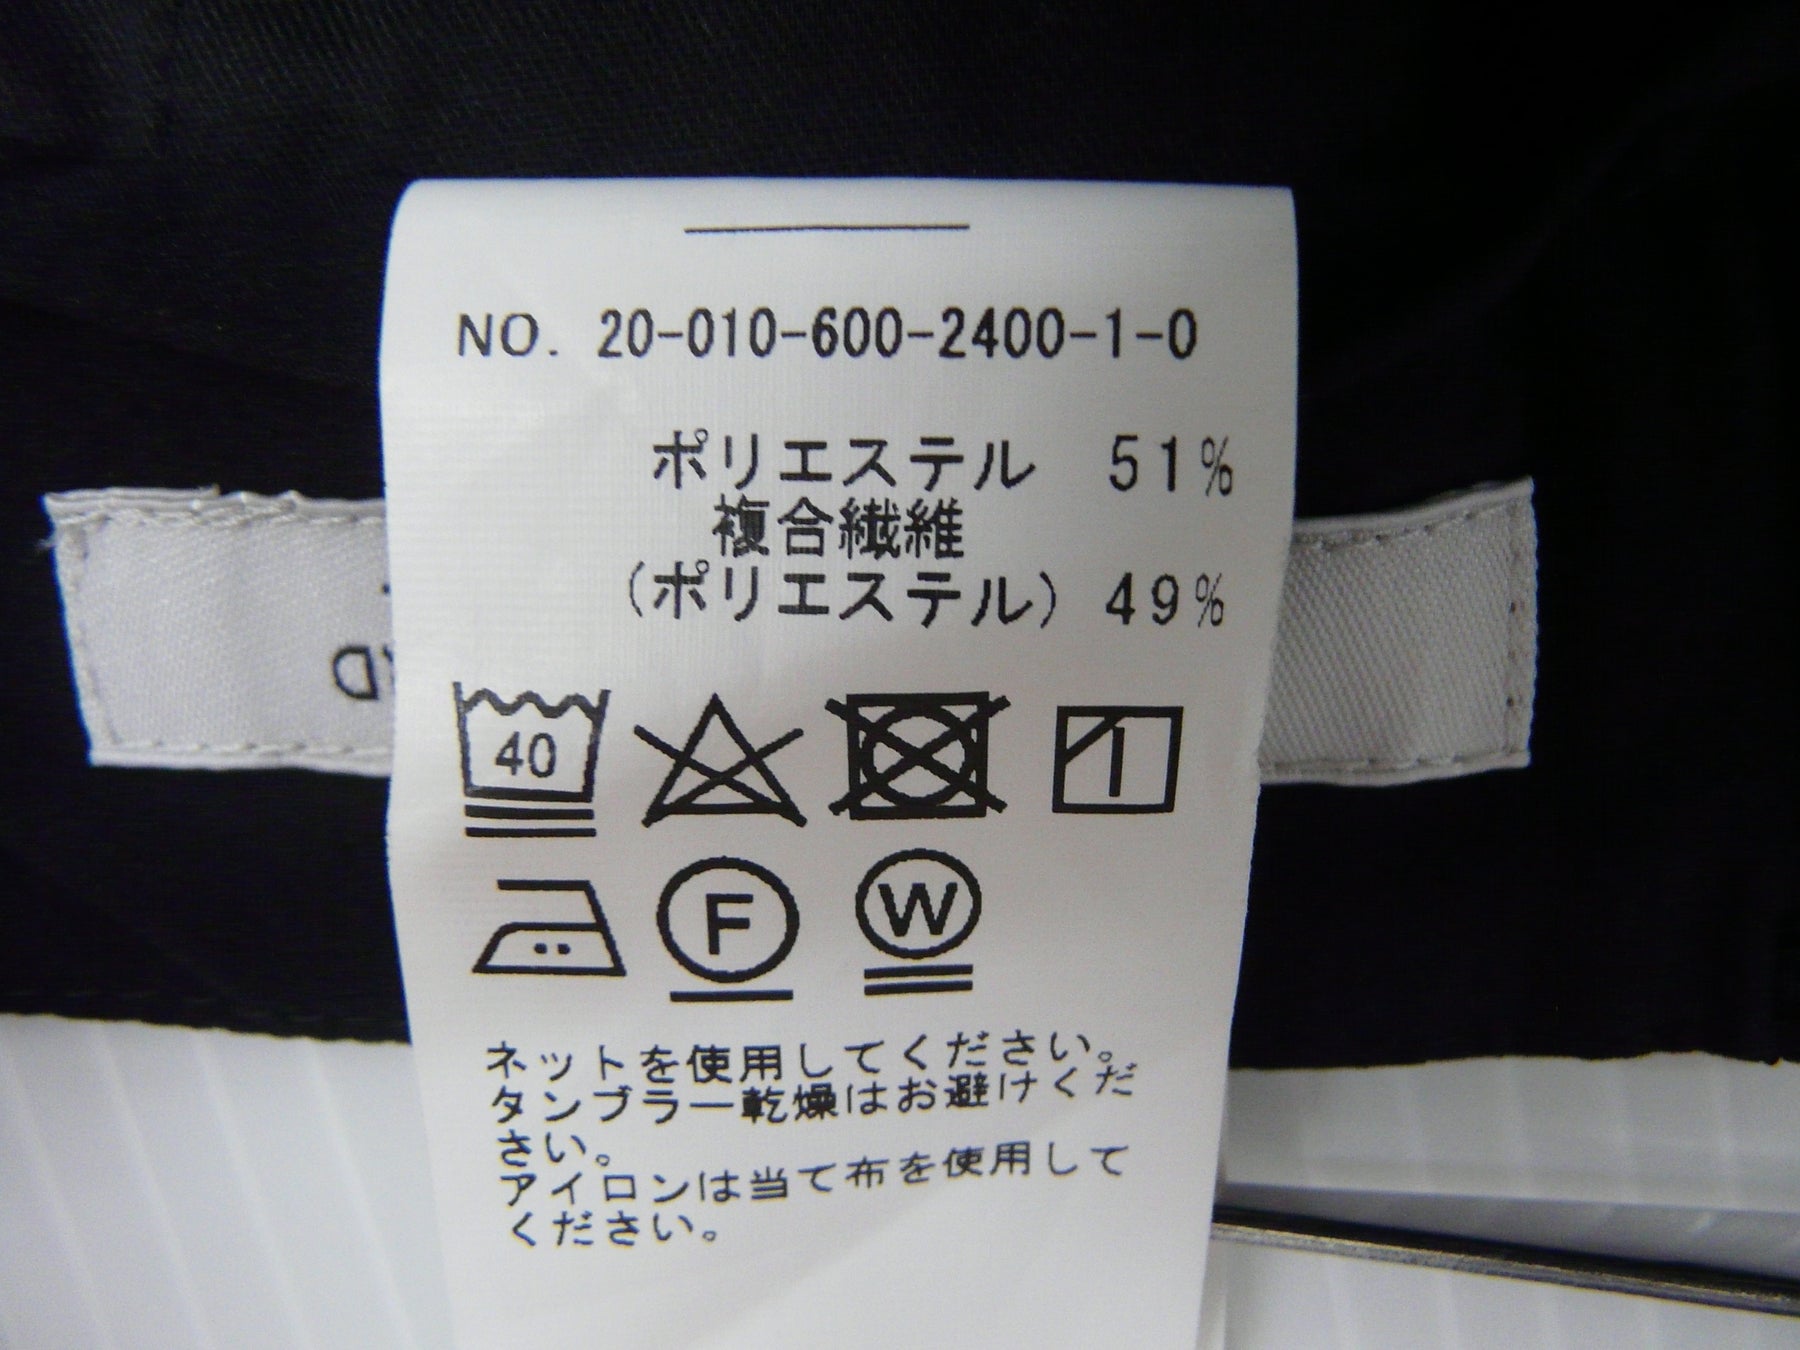 NO. 20-010-600-2400-1-0
ポリエステル 51%
複合繊維
(ポリエステル) 49%
40
F
W
ネットを使用してください。
タンブラー乾燥はお避けくだ
さい。
アイロンは当て布を使用して
ください。